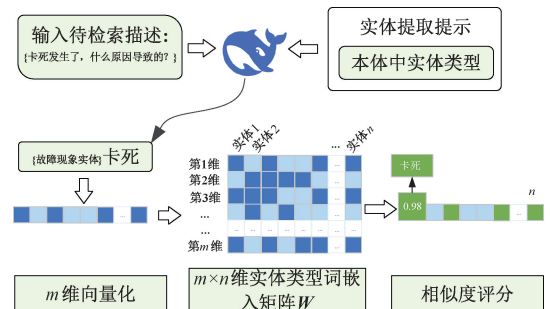 输入待检索描述:
{卡死发生了，什么原因导致的? }
实体提取提示
本体中实体类型
{故障现象实体}卡死
实体1
实体2
...
实体n
第1维
第2维
第3维
...
...
第m维
...
卡死
0.98
n
...
m维向量化
m×n维实体类型词嵌
入矩阵W
相似度评分